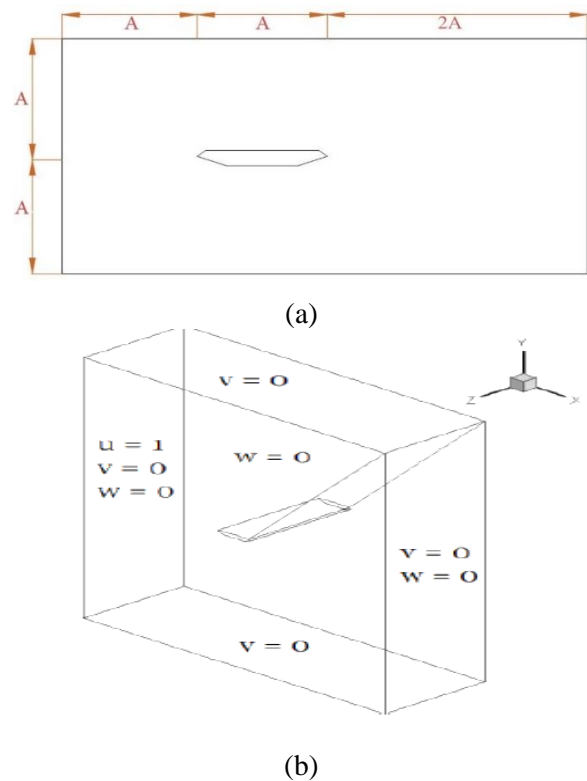 A A 2A
A
A
(a)
Y
Z X
v = 0
u = 1
v = 0
w = 0
w = 0
v = 0
w = 0
v = 0
(b)